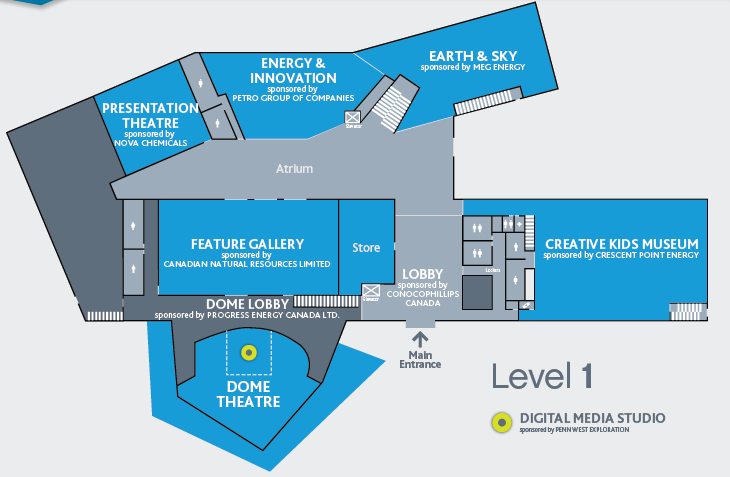 EARTH & SKY
sponsored by MEG ENERGY
ENERGY &
INNOVATION
sponsored by
PETRO GROUP OF COMPANIES
PRESENTATION
THEATRE
sponsored by
NOVA CHEMICALS
Elevator
Atrium
FEATURE GALLERY
sponsored by
CANADIAN NATURAL RESOURCES LIMITED
Store
CREATIVE KIDS MUSEUM
sponsored by CRESCENT POINT ENERGY
LOBBY
sponsored by
CONOCOPHILLIPS
CANADA
Lockers
Elevator
DOME LOBBY
sponsored by PROGRESS ENERGY CANADA LTD.
Main
Entrance
DOME
THEATRE
Level 1
DIGITAL MEDIA STUDIO
sponsored by PENN WEST EXPLORATION